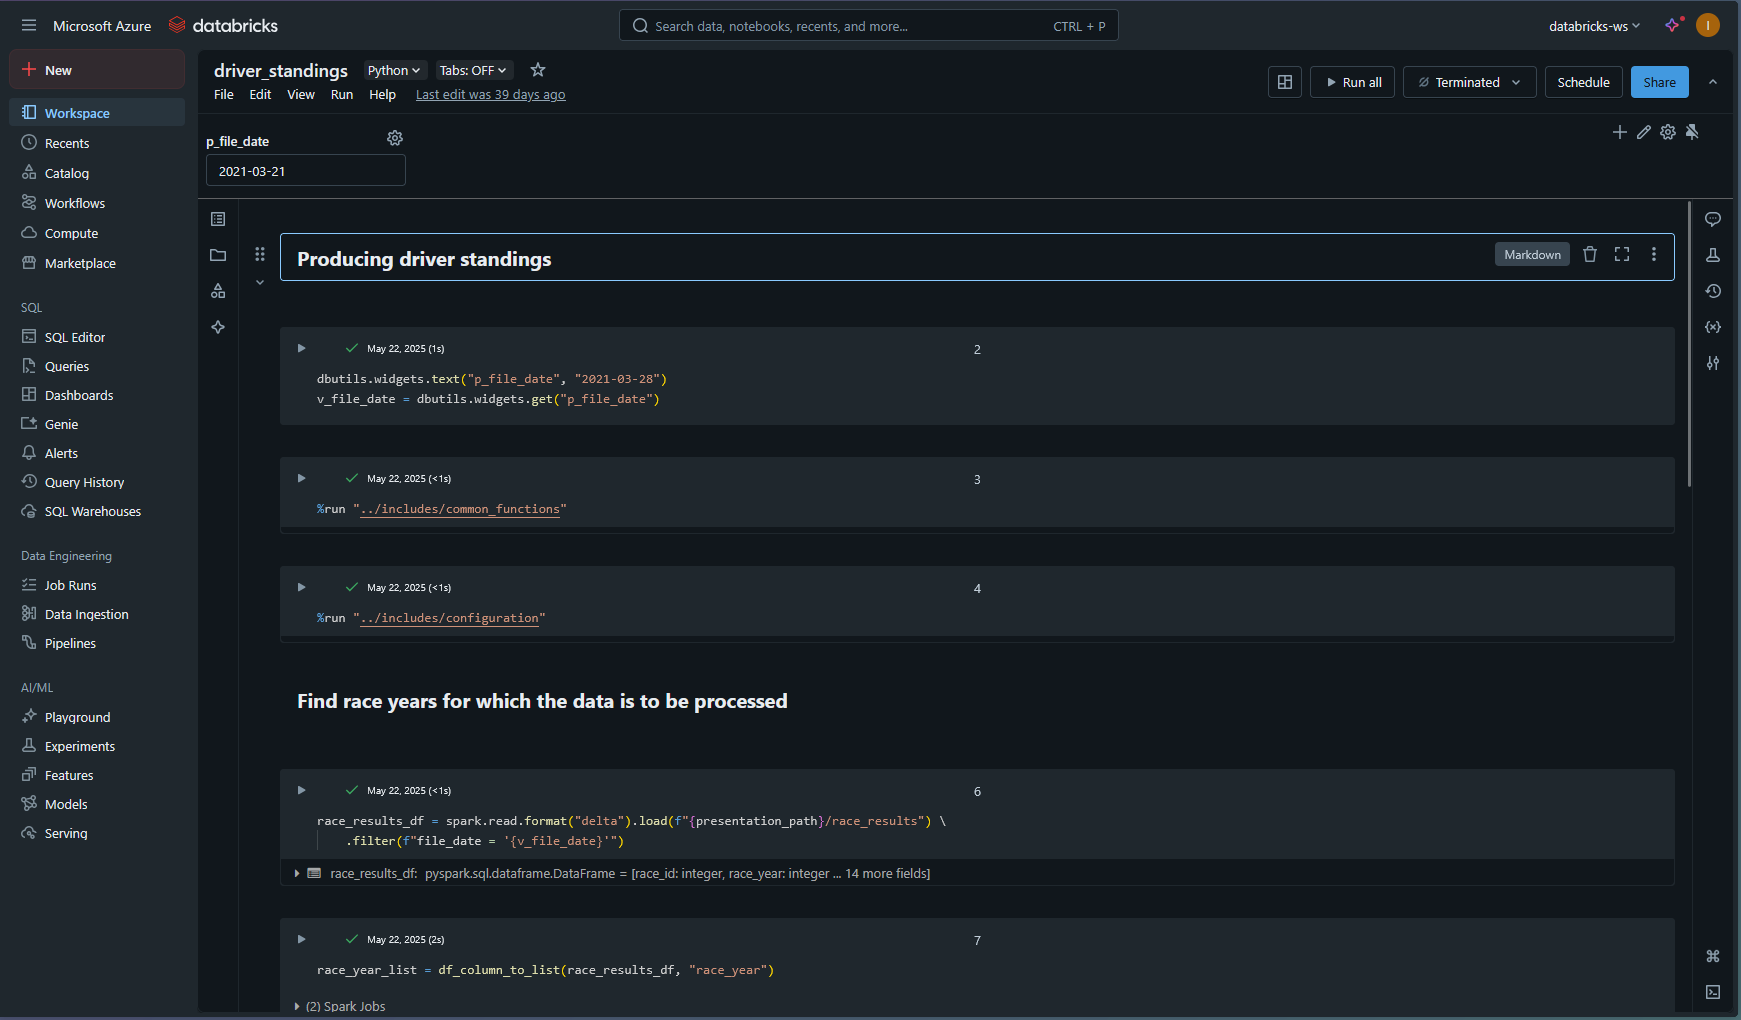 Microsoft Azure databricks
Search data, notebooks, recents, and more... CTRL + P
databricks-ws
I
New
Workspace
Recents
Catalog
Workflows
Compute
Marketplace
SQL
SQL Editor
Queries
Dashboards
Genie
Alerts
Query History
SQL Warehouses
Data Engineering
Job Runs
Data Ingestion
Pipelines
AI/ML
Playground
Experiments
Features
Models
Serving
driver_standings Python Tabs: OFF
File Edit View Run Help Last edit was 39 days ago
Run all Terminated Schedule Share
p_file_date
2021-03-21
Producing driver standings
Markdown
May 22, 2025 (1s) 2
dbutils.widgets.text("p_file_date", "2021-03-28")
v_file_date = dbutils.widgets.get("p_file_date")
May 22, 2025 (<1s) 3
%run "../includes/common_functions"
May 22, 2025 (<1s) 4
%run "../includes/configuration"
Find race years for which the data is to be processed
May 22, 2025 (<1s) 6
race_results_df = spark.read.format("delta").load(f"{presentation_path}/race_results") \
.filter(f"file_date = '{v_file_date}'")
race_results_df: pyspark.sql.dataframe.DataFrame = [race_id: integer, race_year: integer ... 14 more fields]
May 22, 2025 (2s) 7
race_year_list = df_column_to_list(race_results_df, "race_year")
(2) Spark Jobs